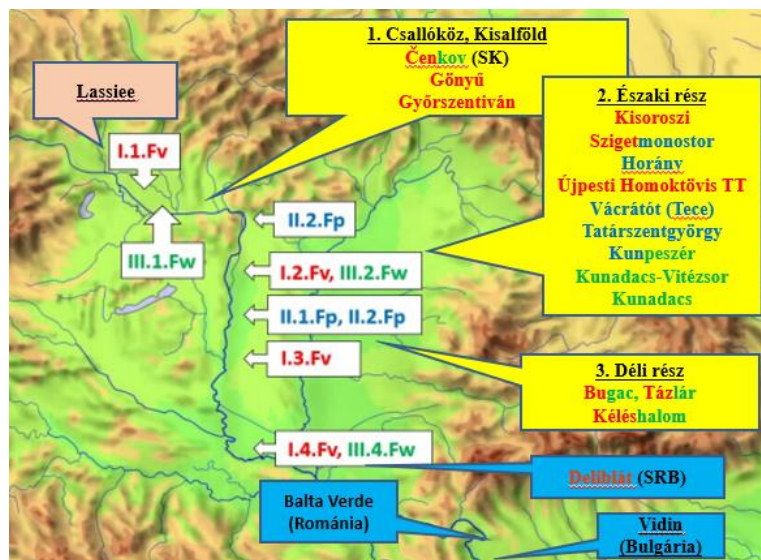 1. Csallóköz, Kisalföld
Čenkov (SK)
Gönyű
Győrszentiván
Lassiee
I.1.Fv
III.1.Fw
2. Északi rész
Kisoroszi
Szigetmonostor
Horány
Újpesti Homoktövis TT
Vácrátót (Tece)
Tatárszentgyörgy
Kunpeszér
Kunadacs-Vitézsor
Kunadacs
II.2.Fp
I.2.Fv, III.2.Fw
II.1.Fp, II.2.Fp
I.3.Fv
3. Déli rész
Bugac, Tázlár
Kéléshalom
I.4.Fv, III.4.Fw
Deliblát (SRB)
Balta Verde
(Románia)
Vidin
(Bulgária)